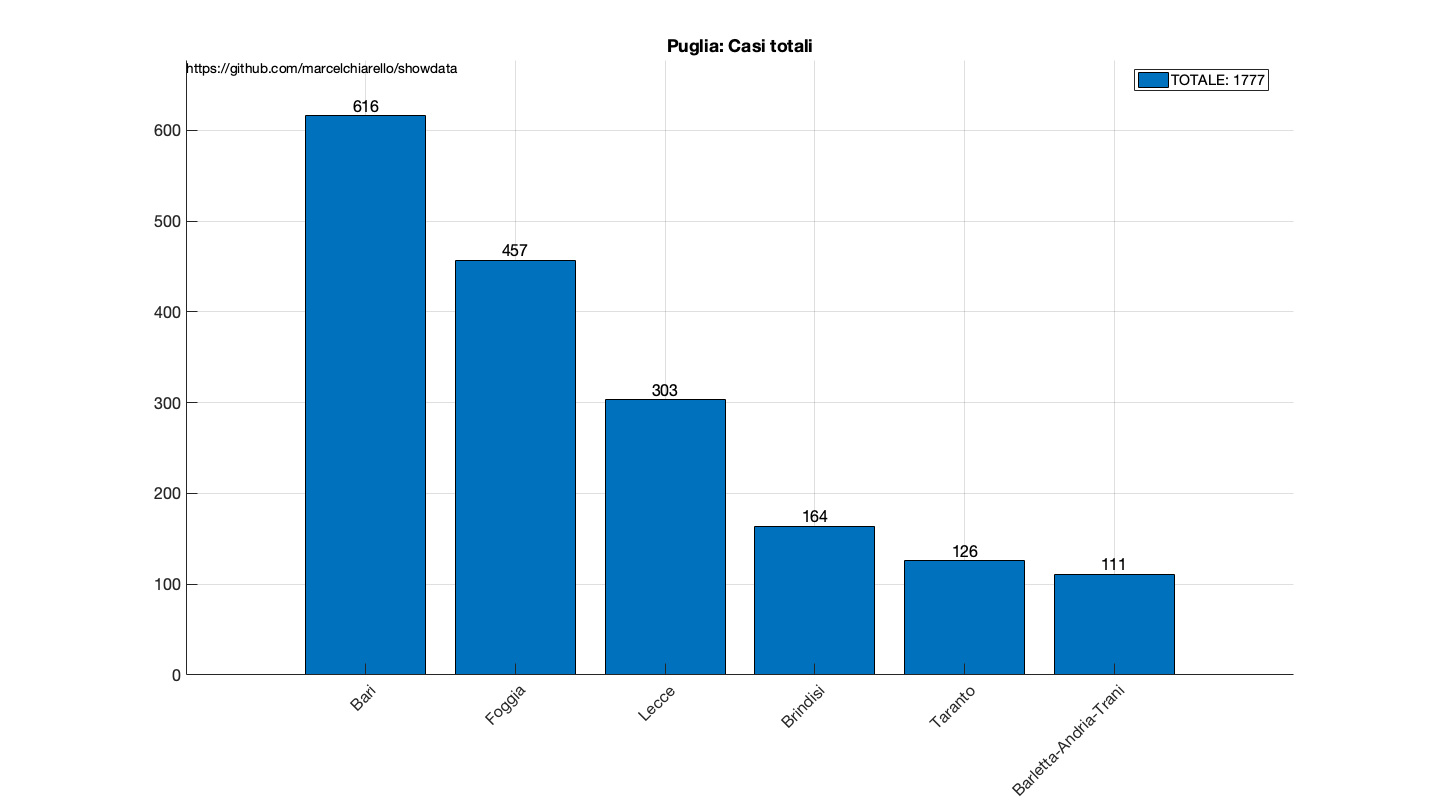 Puglia: Casi totali
https://github.com/marcelchiarello/showdata
TOTALE: 1777
616
457
303
164
126
111
600
500
400
300
200
100
0
Bari
Foggia
Lecce
Brindisi
Taranto
Barletta-Andria-Trani